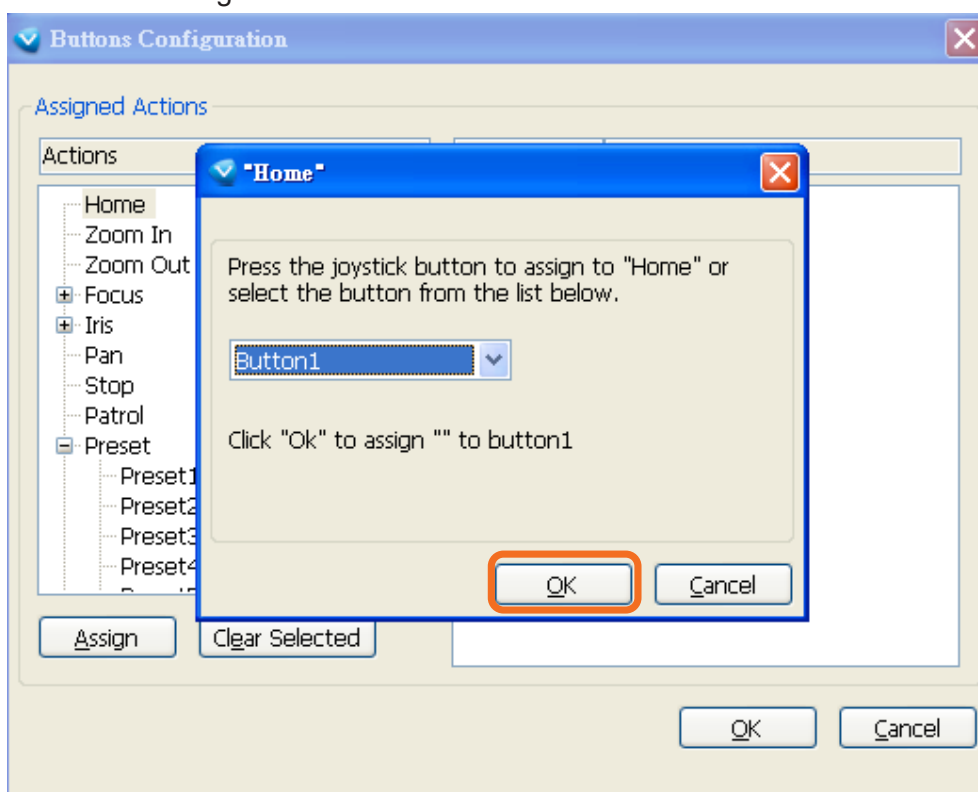 Buttons Configuration
Assigned Actions
Actions
Home
Zoom In
Zoom Out
Focus
Iris
Pan
Stop
Patrol
Preset
Preset1
Preset2
Preset3
Preset4
"Home"
Press the joystick button to assign to "Home" or
select the button from the list below.
Button1
Click "Ok" to assign "" to button1
OK
Cancel
Assign
Clear Selected
OK
Cancel